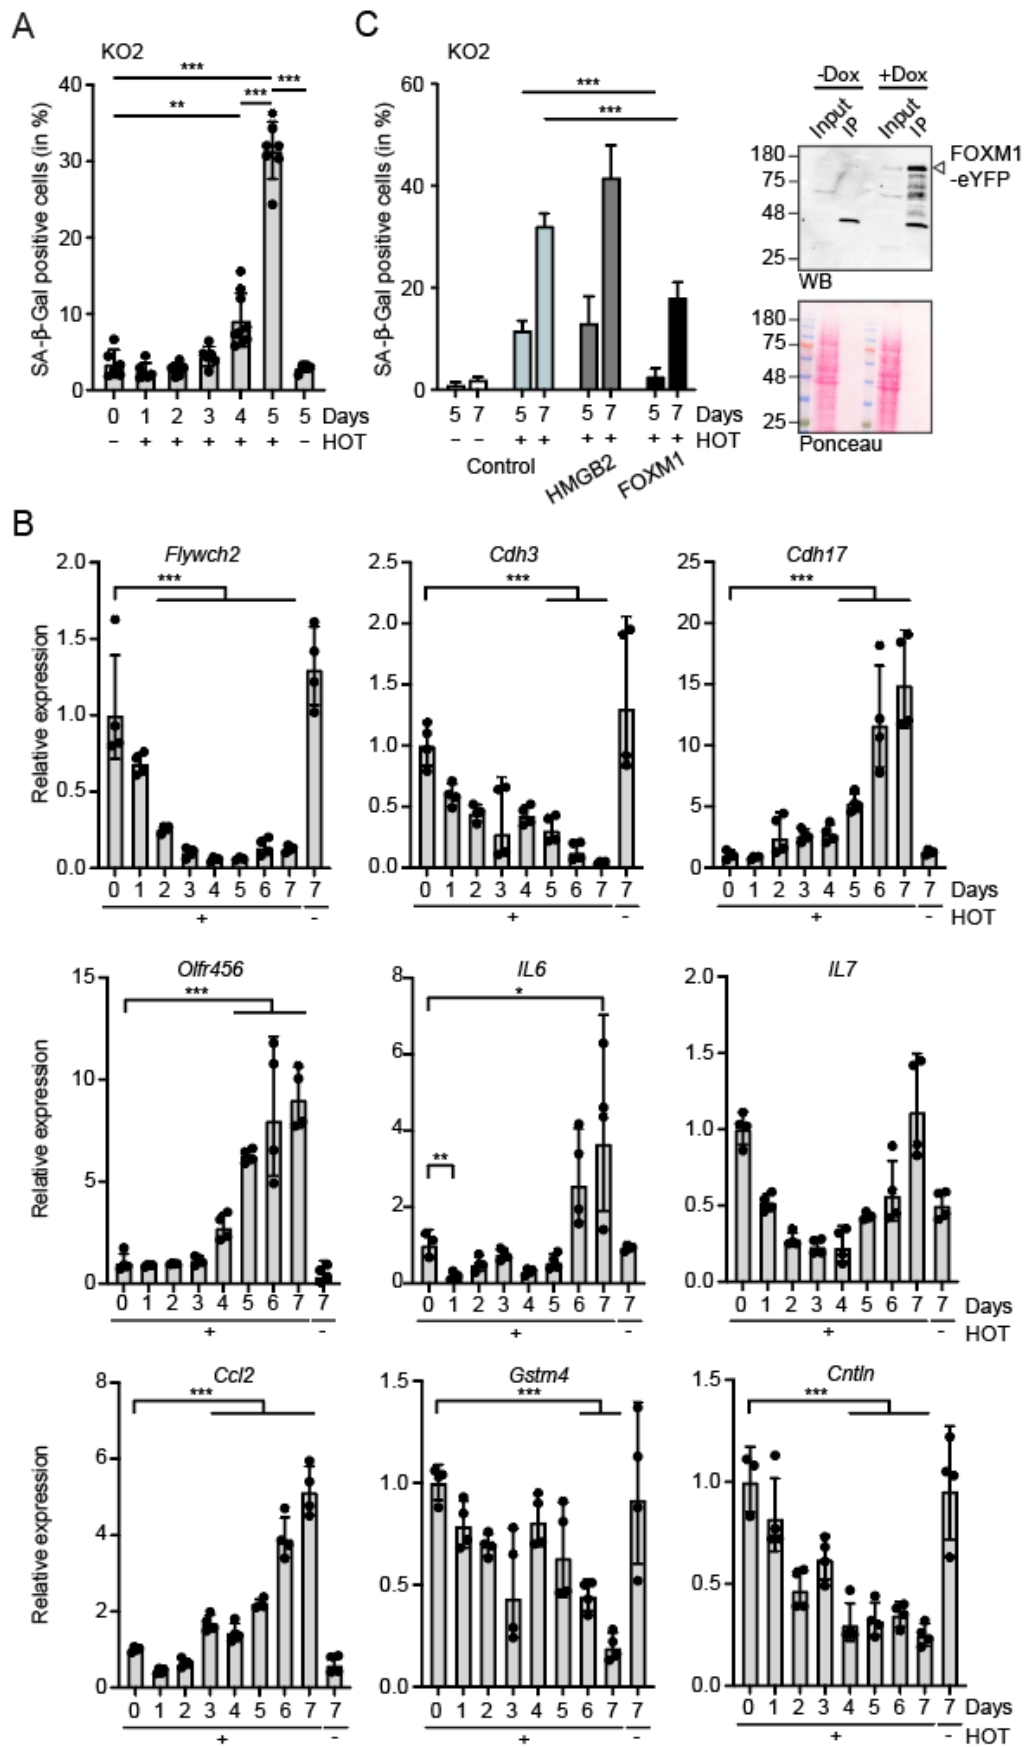 A
KO2
***
***
**
***
SA-β-Gal positive cells (in %)
40
30
20
10
0
0 1 2 3 4 5 5 Days
– + + + + + – HOT
C
KO2
***
***
SA-β-Gal positive cells (in %)
60
40
20
0
5 7 5 7 5 7 5 7 Days
– – + + + + + + HOT
Control
HMGB2
FOXM1
-Dox +Dox
Input IP Input IP
180
75
48
25
FOXM1
-eYFP
WB
180
75
48
25
Ponceau
B
Flywch2
***
Relative expression
2.0
1.5
1.0
0.5
0.0
0 1 2 3 4 5 6 7 7
+ -
Cdh3
***
2.5
2.0
1.5
1.0
0.5
0.0
0 1 2 3 4 5 6 7 7
+ -
Cdh17
***
25
20
15
10
5
0
0 1 2 3 4 5 6 7 7 Days
+ - HOT
Olfr456
***
Relative expression
15
10
5
0
0 1 2 3 4 5 6 7 7
+ -
IL6
*
**
8
6
4
2
0
0 1 2 3 4 5 6 7 7
+ -
IL7
2.0
1.5
1.0
0.5
0.0
0 1 2 3 4 5 6 7 7 Days
+ - HOT
Ccl2
***
Relative expression
8
6
4
2
0
0 1 2 3 4 5 6 7 7
+ -
Gstm4
***
1.5
1.0
0.5
0.0
0 1 2 3 4 5 6 7 7
+ -
Cntln
***
1.5
1.0
0.5
0.0
0 1 2 3 4 5 6 7 7 Days
+ - HOT